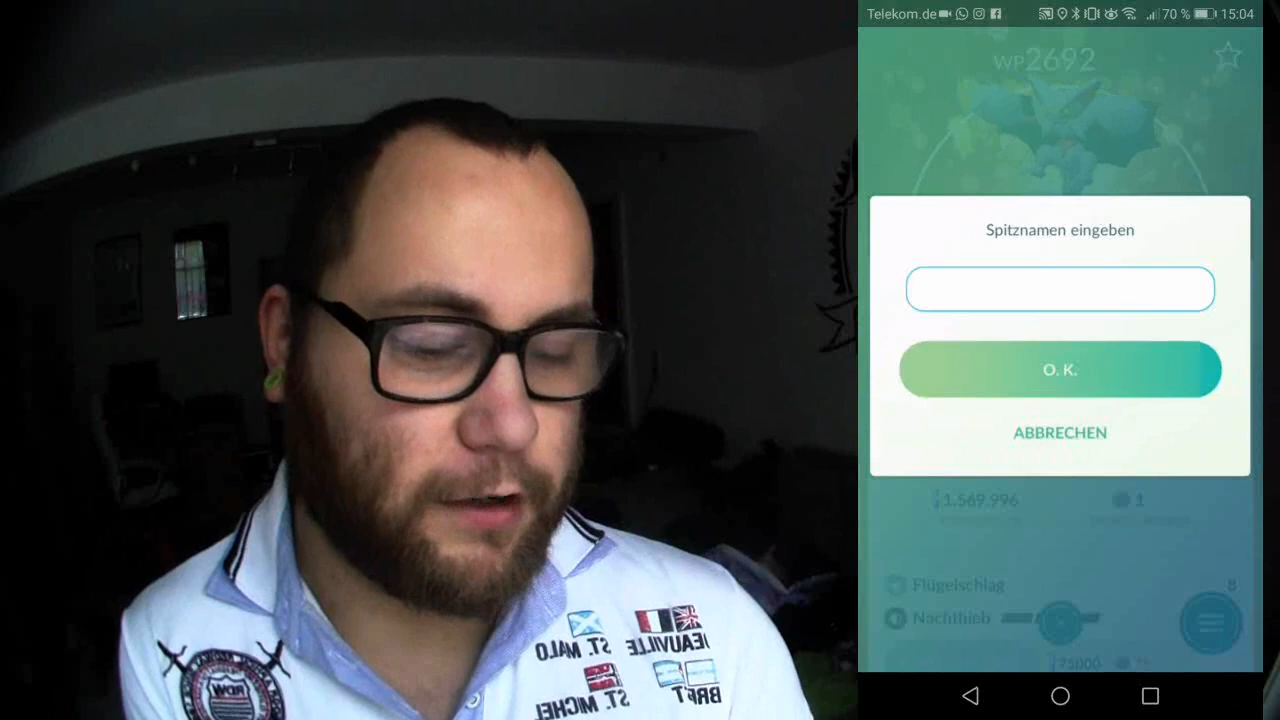 Telekom.de 70 % 15:04
WP2692
Spitznamen eingeben
O. K.
ABBRECHEN
1.569.996 1
Flügelschlag 8
Nachthieb
75000
DEAUVILLE
ST. MALO
ST. MICHEL